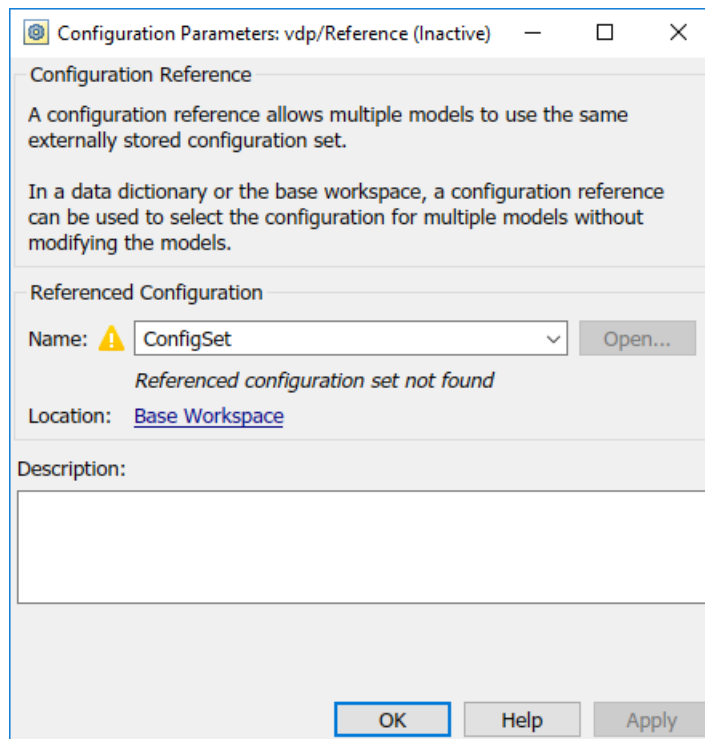 Configuration Parameters: vdp/Reference (Inactive)
Configuration Reference
A configuration reference allows multiple models to use the same
externally stored configuration set.
In a data dictionary or the base workspace, a configuration reference
can be used to select the configuration for multiple models without
modifying the models.
Referenced Configuration
Name: ConfigSet Open...
Referenced configuration set not found
Location: Base Workspace
Description:
OK Help Apply